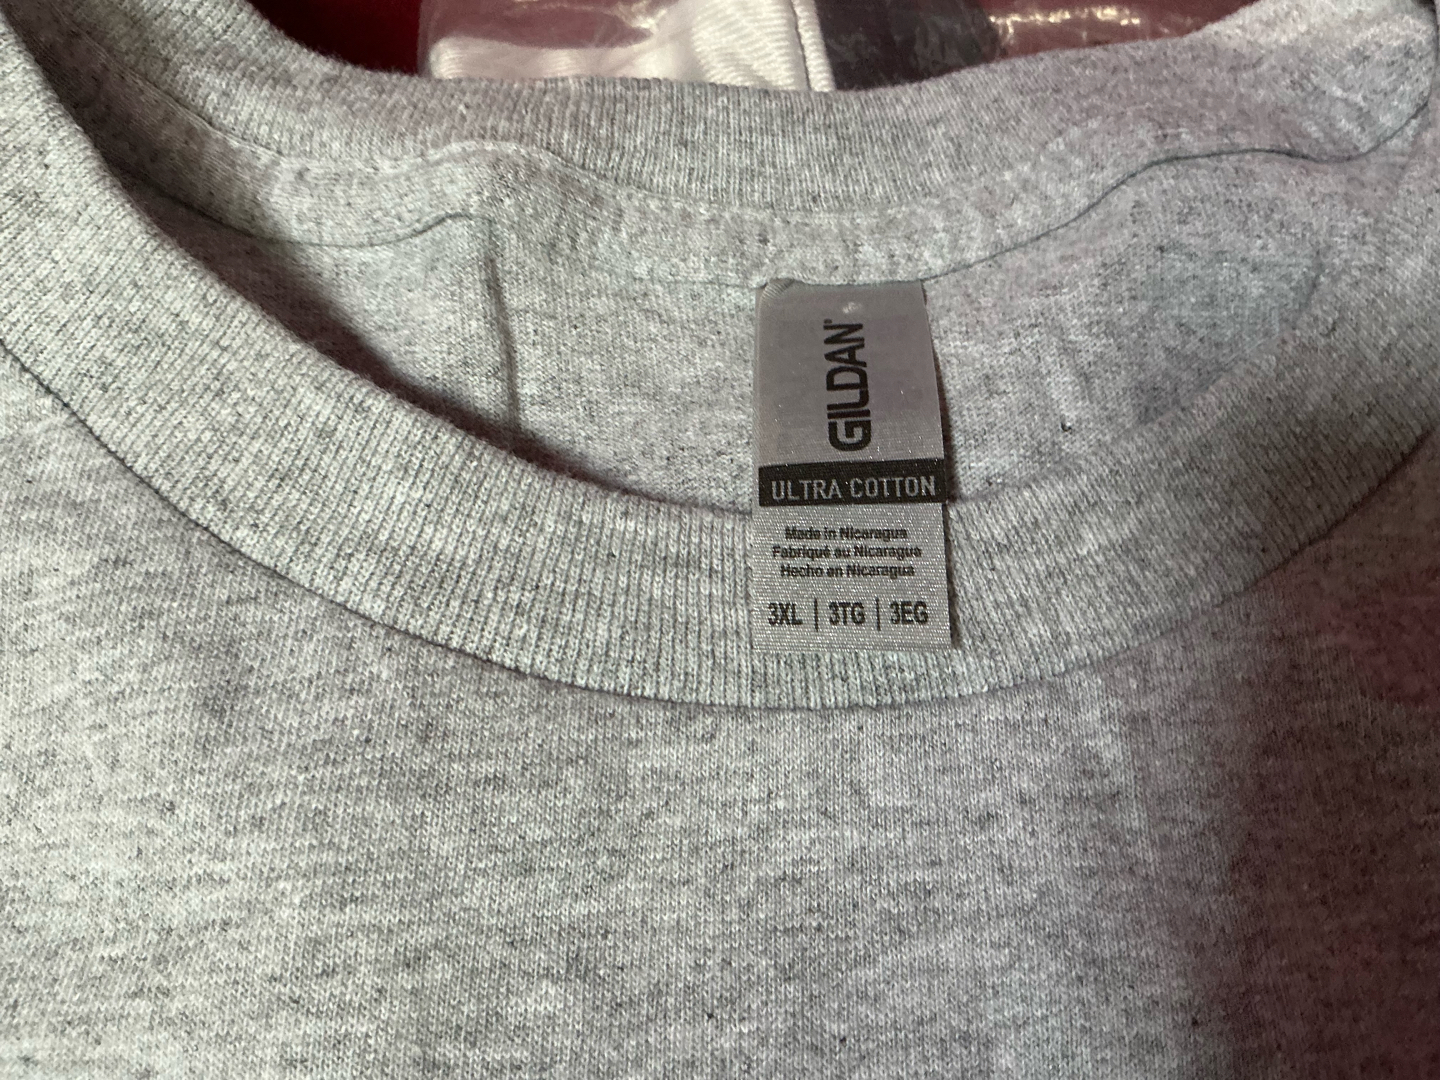 GILDAN®
ULTRA COTTON
Made in Nicaragua
Fabriqué au Nicaragua
Hecho en Nicaragua
3XL | 3TG | 3EG